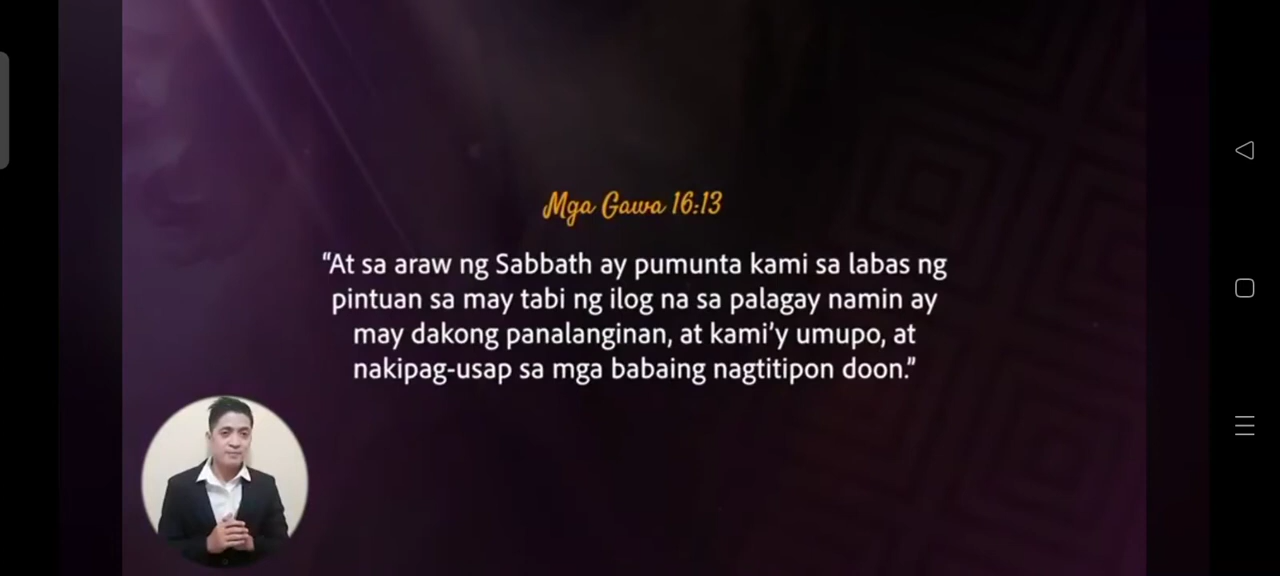 Mga Gawa 16:13
“At sa araw ng Sabbath ay pumunta kami sa labas ng
pintuan sa may tabi ng ilog na sa palagay namin ay
may dakong panalanginan, at kami’y umupo, at
nakipag-usap sa mga babaing nagtitipon doon.”